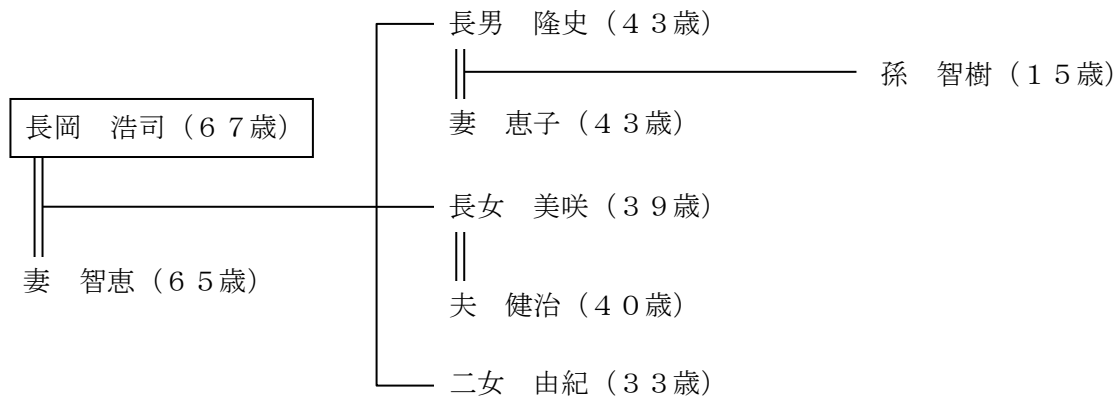 長男　隆史（４３歳）
孫　智樹（１５歳）
長岡　浩司（６７歳）
妻　恵子（４３歳）
長女　美咲（３９歳）
妻　智恵（６５歳）
夫　健治（４０歳）
二女　由紀（３３歳）